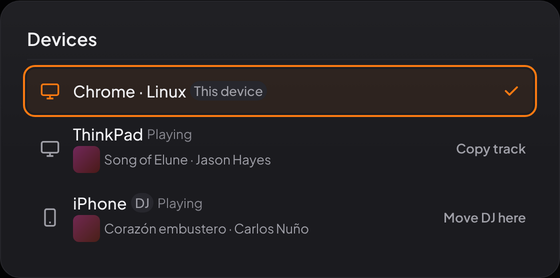 Devices
Chrome · Linux This device
ThinkPad Playing
Song of Elune · Jason Hayes
Copy track
iPhone DJ Playing
Corazón embustero · Carlos Nuño
Move DJ here